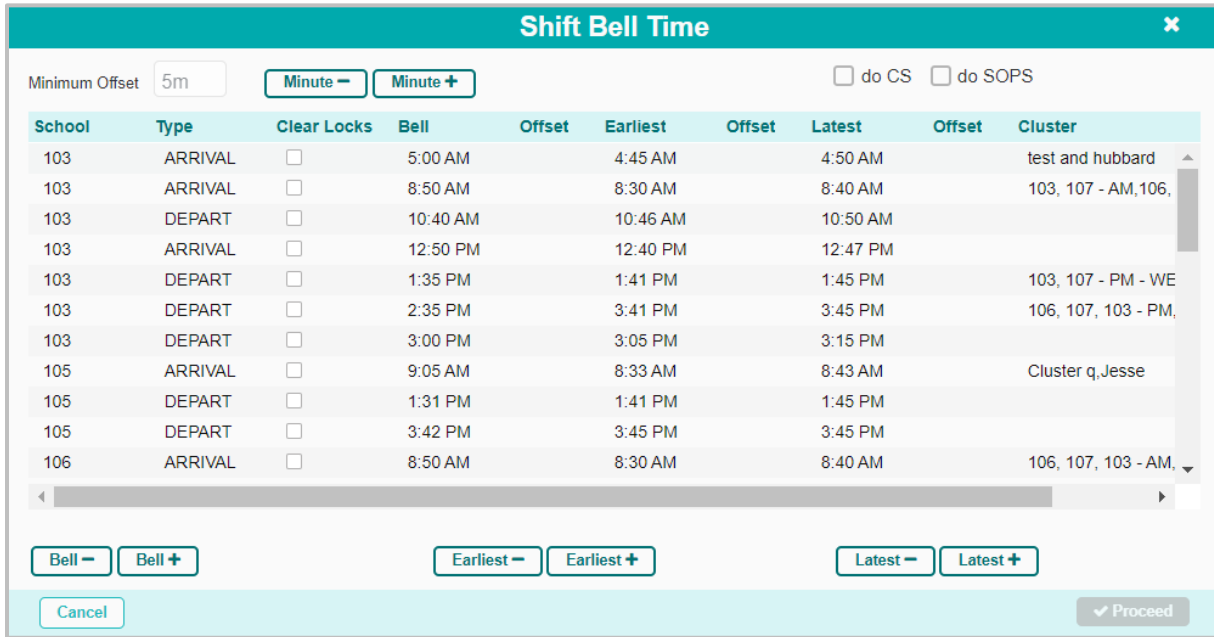 Shift Bell Time
Minimum Offset 5m Minute − Minute + do CS do SOPS
School Type Clear Locks Bell Offset Earliest Offset Latest Offset Cluster
103 ARRIVAL 5:00 AM 4:45 AM 4:50 AM test and hubbard
103 ARRIVAL 8:50 AM 8:30 AM 8:40 AM 103, 107 - AM,106,
103 DEPART 10:40 AM 10:46 AM 10:50 AM
103 ARRIVAL 12:50 PM 12:40 PM 12:47 PM
103 DEPART 1:35 PM 1:41 PM 1:45 PM 103, 107 - PM - WE
103 DEPART 2:35 PM 3:41 PM 3:45 PM 106, 107, 103 - PM,
103 DEPART 3:00 PM 3:05 PM 3:15 PM
105 ARRIVAL 9:05 AM 8:33 AM 8:43 AM Cluster q,Jesse
105 DEPART 1:31 PM 1:41 PM 1:45 PM
105 DEPART 3:42 PM 3:45 PM 3:45 PM
106 ARRIVAL 8:50 AM 8:30 AM 8:40 AM 106, 107, 103 - AM,
Bell − Bell + Earliest − Earliest + Latest − Latest +
Cancel Proceed